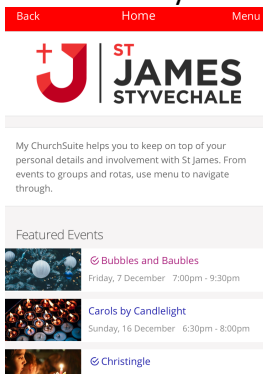 Back Home Menu
ST
JAMES
STYVECHALE
My ChurchSuite helps you to keep on top of your
personal details and involvement with St James. From
events to groups and rotas, use menu to navigate
through.
Featured Events
Bubbles and Baubles
Friday, 7 December 7:00pm - 9:30pm
Carols by Candlelight
Sunday, 16 December 6:30pm - 8:00pm
Christingle